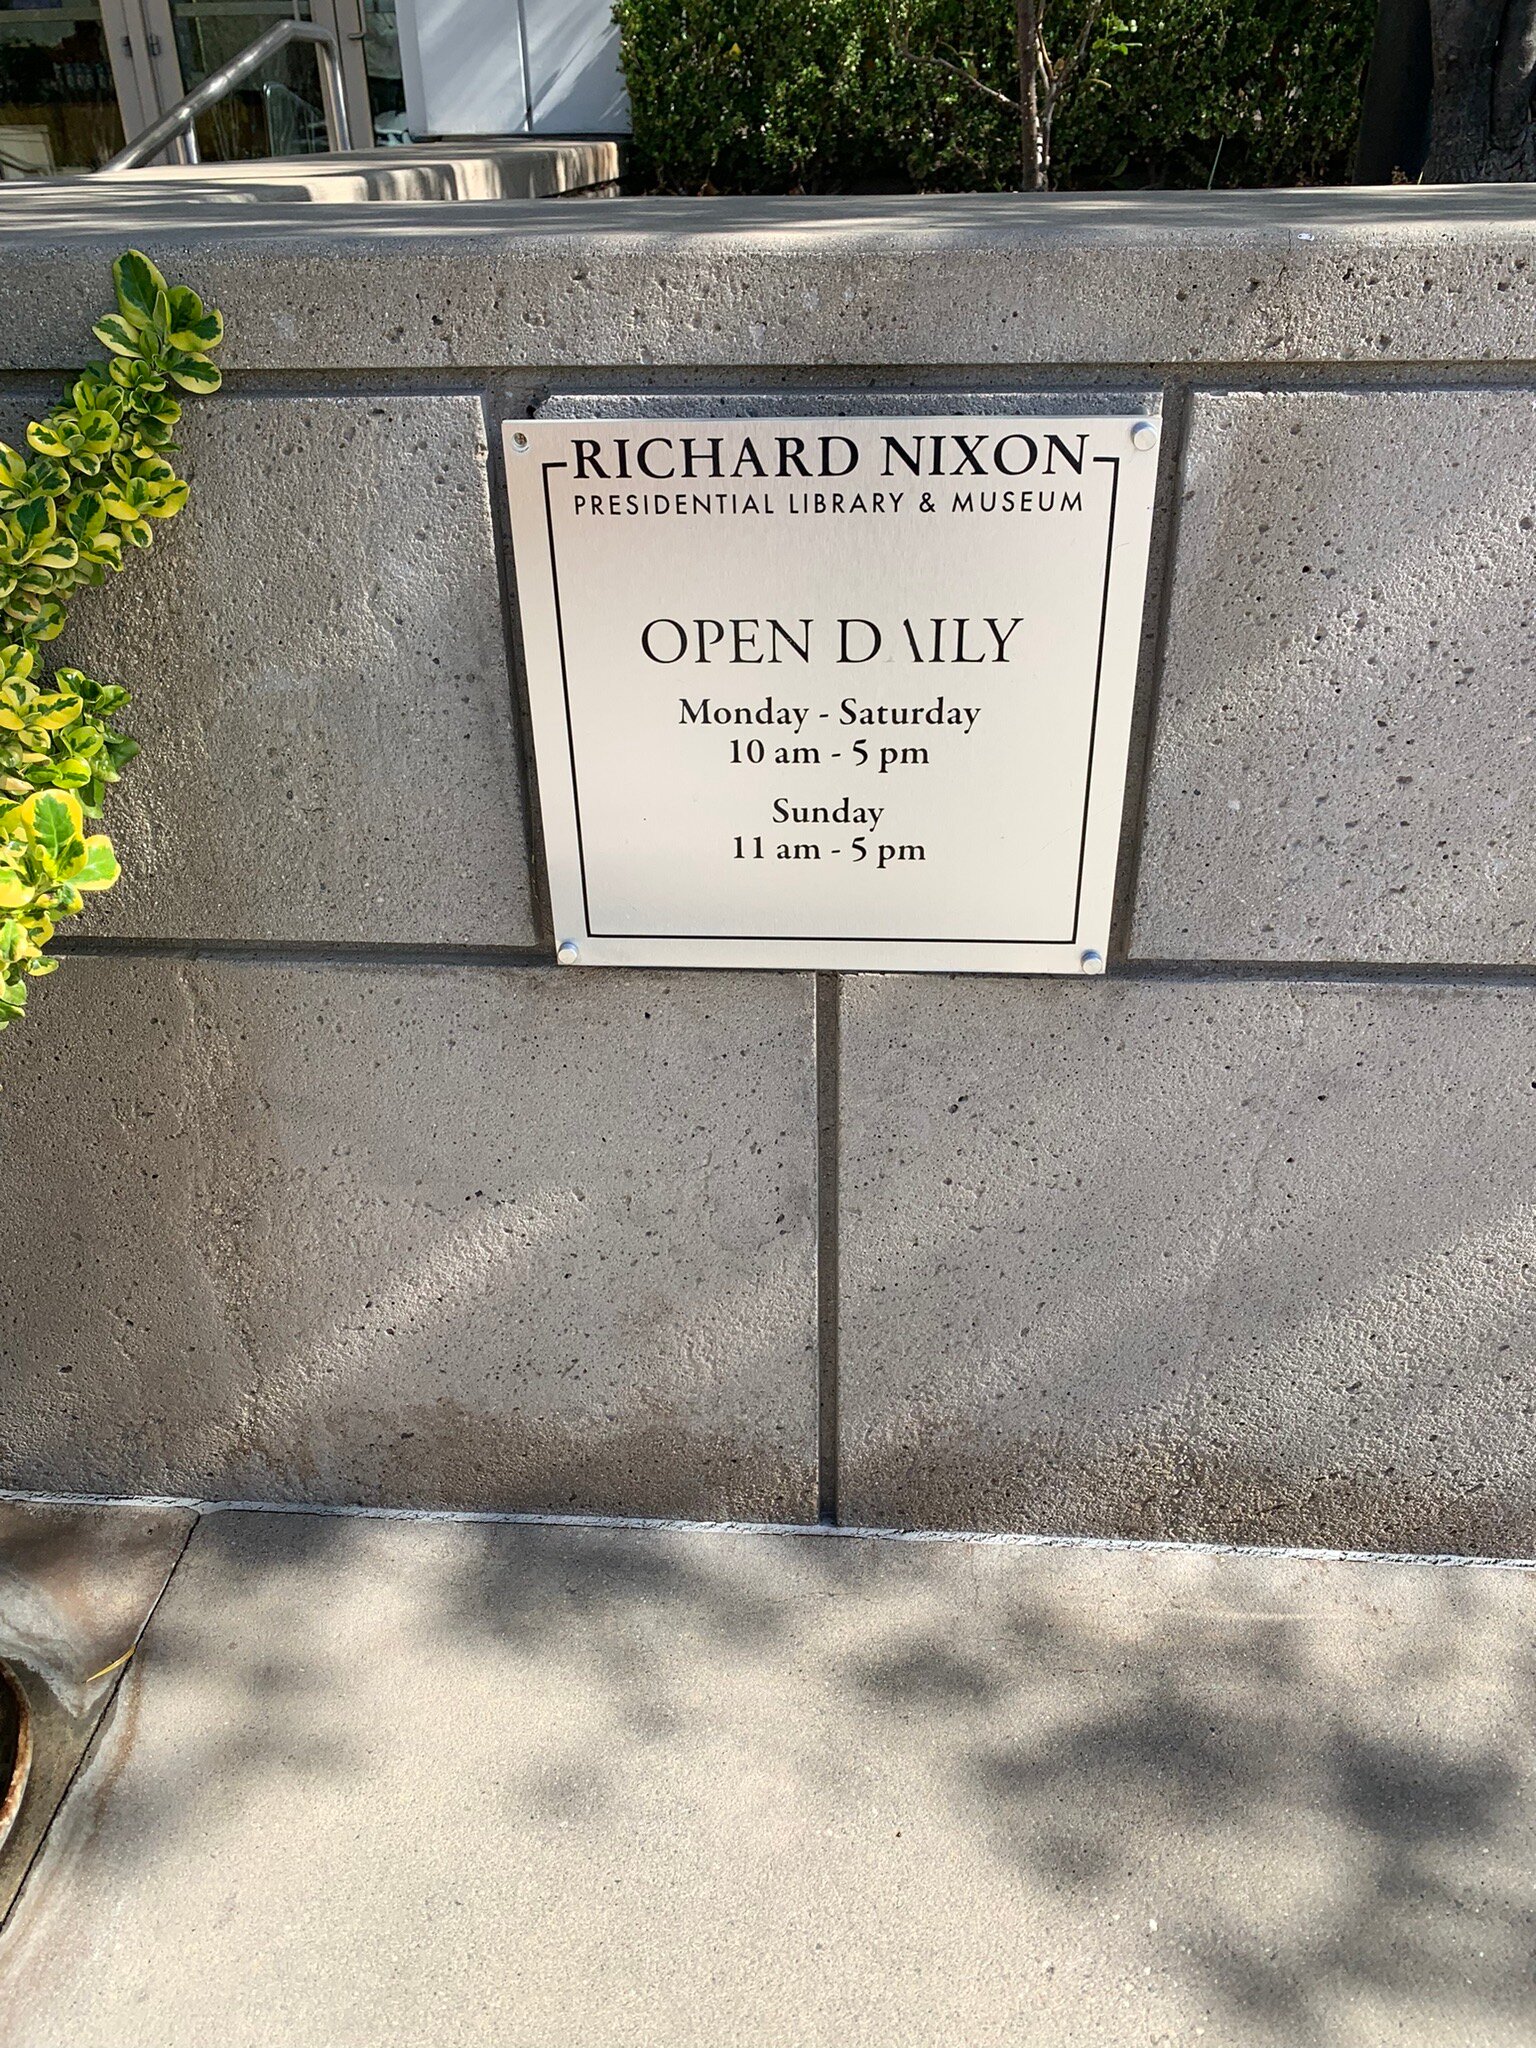 RICHARD NIXON
PRESIDENTIAL LIBRARY & MUSEUM
OPEN DAILY
Monday - Saturday
10 am - 5 pm
Sunday
11 am - 5 pm